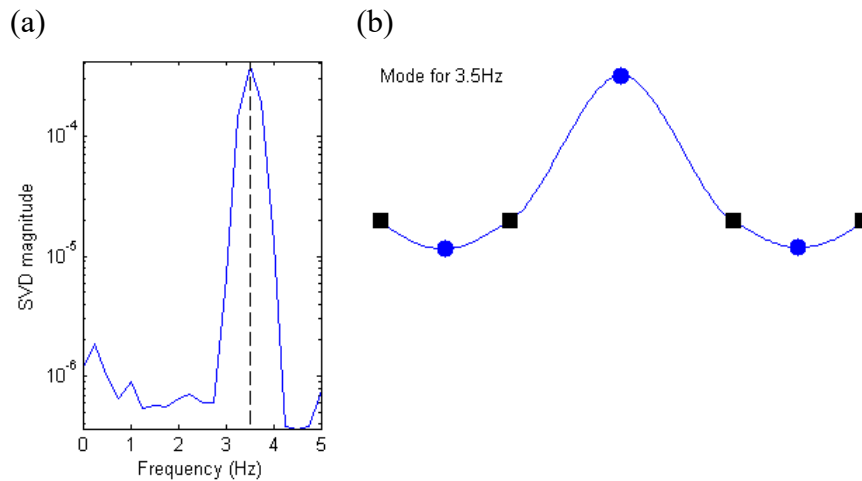 (a)
(b)
Mode for 3.5Hz
SVD magnitude
10^-4
10^-5
10^-6
0 1 2 3 4 5
Frequency (Hz)